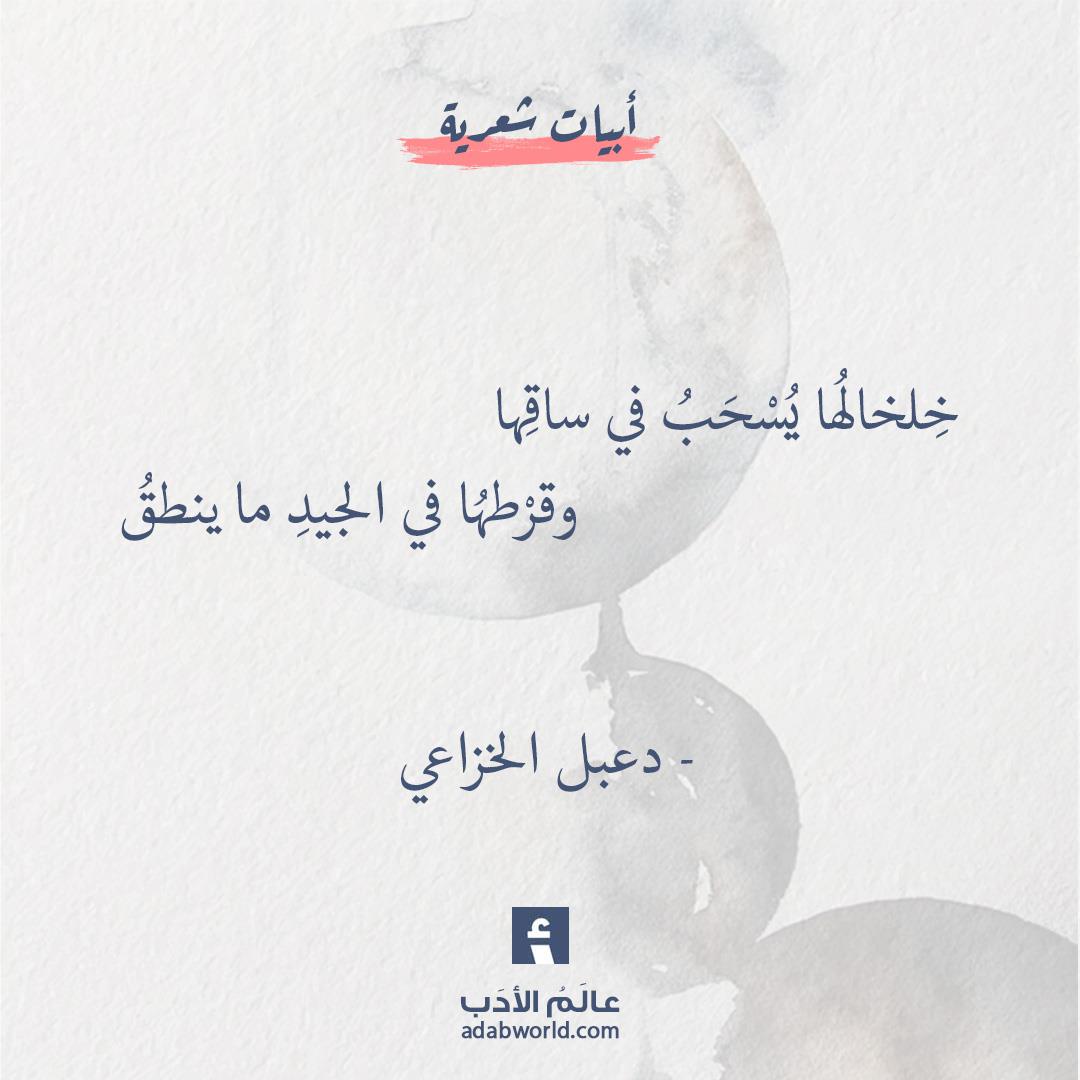 أبيات شعرية
خِلخالُها يُسْحَبُ في ساقِها
وقرْطهُا في الجيدِ ما ينطقُ
- دعبل الخزاعي
أ
عالَمُ الأدَب
adabworld.com